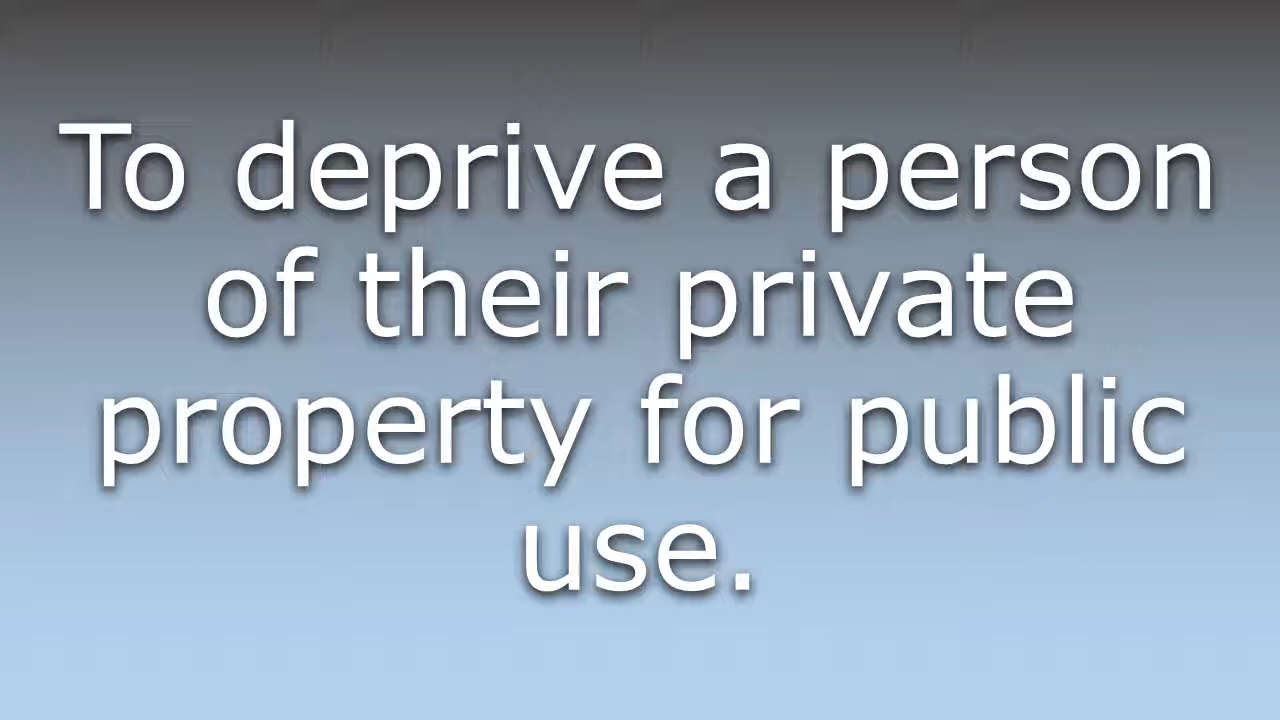 To deprive a person
of their private
property for public
use.